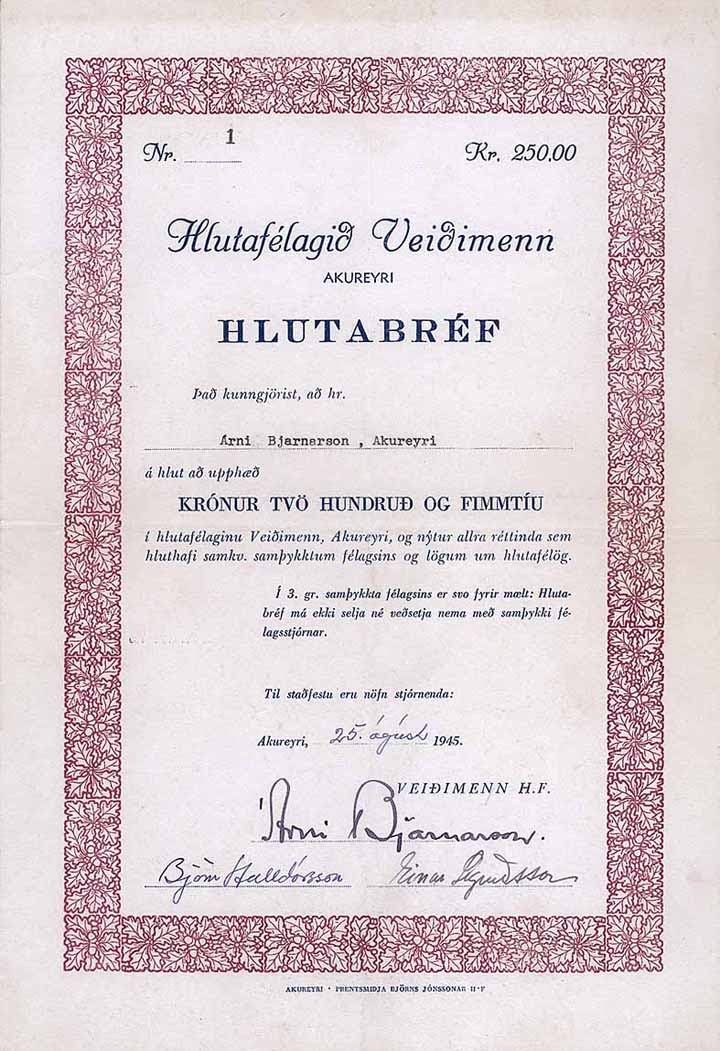 Nr. 1
Kr. 250,00
Hlutafélagið Veiðimenn
AKUREYRI
HLUTABRÉF
Það kunngjörist, að hr.
Árni Bjarnarson , Akureyri
á hlut að upphæð
KRÓNUR TVÖ HUNDRUÐ OG FIMMTÍU
í hlutafélaginu Veiðimenn, Akureyri, og nýtur allra réttinda sem
hluthafi samkv. samþykktum félagsins og lögum um hlutafélög.
Í 3. gr. samþykkta félagsins er svo fyrir mælt: Hluta-
bréf má ekki selja né veðsetja nema með samþykki fé-
lagsstjórnar.
Til staðfestu eru nöfn stjórnenda:
Akureyri, 25. ágúst 1945.
VEIÐIMENN H.F.
Árni Bjarnarson.
Björn Halldórsson
Einar
AKUREYRI · PRENTSMIÐJA BJÖRNS JÓNSSONAR H·F